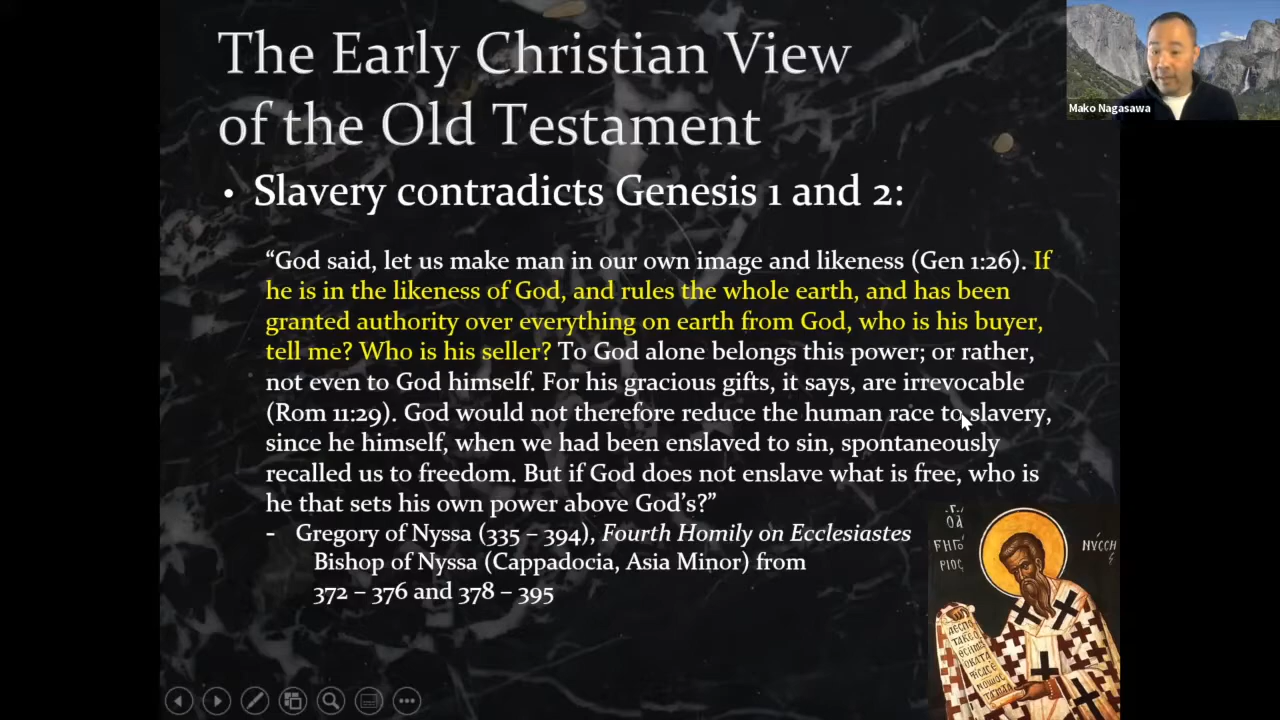 The Early Christian View
of the Old Testament
Mako Nagasawa
• Slavery contradicts Genesis 1 and 2:
“God said, let us make man in our own image and likeness (Gen 1:26). If
he is in the likeness of God, and rules the whole earth, and has been
granted authority over everything on earth from God, who is his buyer,
tell me? Who is his seller? To God alone belongs this power; or rather,
not even to God himself. For his gracious gifts, it says, are irrevocable
(Rom 11:29). God would not therefore reduce the human race to slavery,
since he himself, when we had been enslaved to sin, spontaneously
recalled us to freedom. But if God does not enslave what is free, who is
he that sets his own power above God’s?”
- Gregory of Nyssa (335 – 394), Fourth Homily on Ecclesiastes
Bishop of Nyssa (Cappadocia, Asia Minor) from
372 – 376 and 378 – 395
ΓΗΓό
ΡΙΟς
ΝΥССΗ